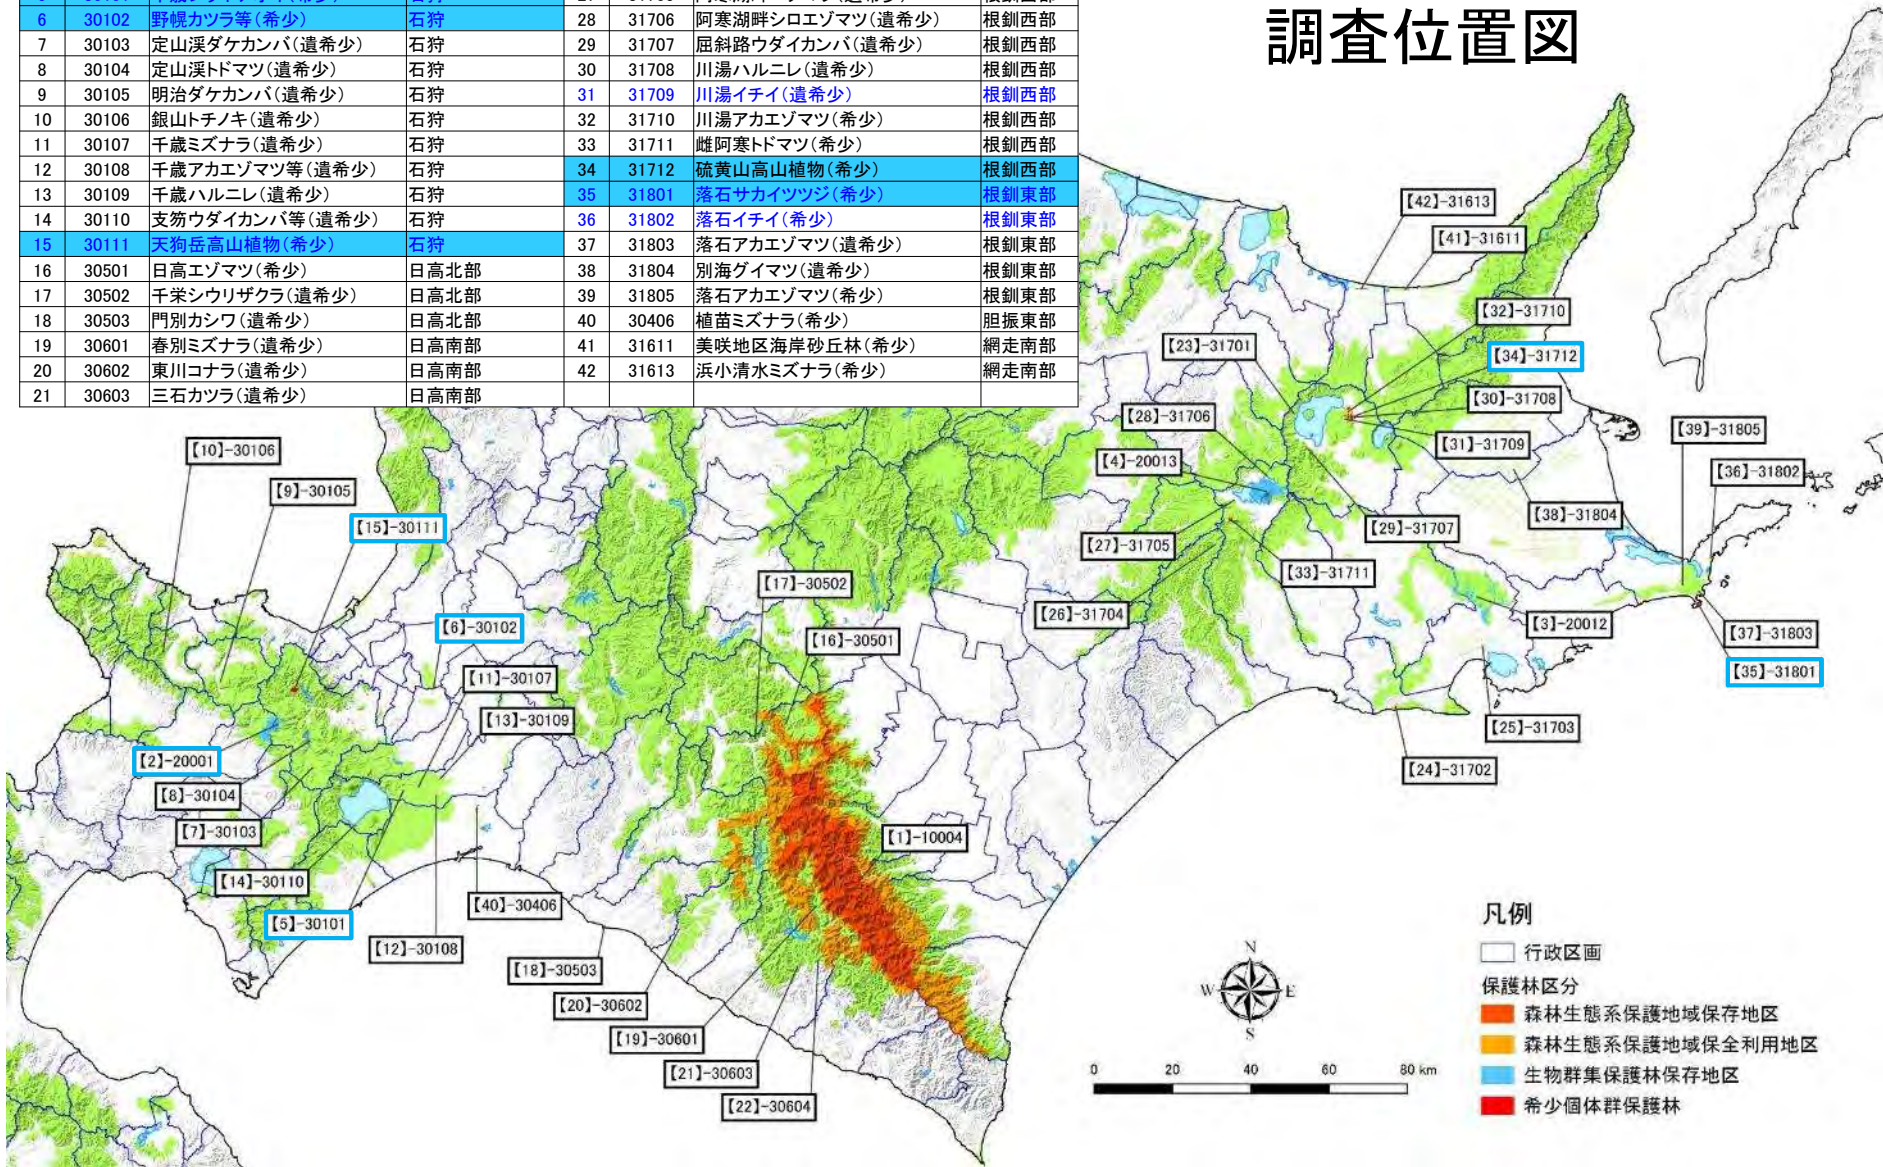 調査位置図
6 30102 野幌カツラ等(希少) 石狩
7 30103 定山渓ダケカンバ(遺希少) 石狩
8 30104 定山渓トドマツ(遺希少) 石狩
9 30105 明治ダケカンバ(遺希少) 石狩
10 30106 銀山トチノキ(遺希少) 石狩
11 30107 千歳ミズナラ(遺希少) 石狩
12 30108 千歳アカエゾマツ等(遺希少) 石狩
13 30109 千歳ハルニレ(遺希少) 石狩
14 30110 支笏ウダイカンバ等(遺希少) 石狩
15 30111 天狗岳高山植物(希少) 石狩
16 30501 日高エゾマツ(希少) 日高北部
17 30502 千栄シウリザクラ(遺希少) 日高北部
18 30503 門別カシワ(遺希少) 日高北部
19 30601 春別ミズナラ(遺希少) 日高南部
20 30602 東川コナラ(遺希少) 日高南部
21 30603 三石カツラ(遺希少) 日高南部
28 31706 阿寒湖畔シロエゾマツ(遺希少) 根釧西部
29 31707 屈斜路ウダイカンバ(遺希少) 根釧西部
30 31708 川湯ハルニレ(遺希少) 根釧西部
31 31709 川湯イチイ(遺希少) 根釧西部
32 31710 川湯アカエゾマツ(希少) 根釧西部
33 31711 雌阿寒トドマツ(希少) 根釧西部
34 31712 硫黄山高山植物(希少) 根釧西部
35 31801 落石サカイツツジ(希少) 根釧東部
36 31802 落石イチイ(希少) 根釧東部
37 31803 落石アカエゾマツ(遺希少) 根釧東部
38 31804 別海グイマツ(遺希少) 根釧東部
39 31805 落石アカエゾマツ(希少) 根釧東部
40 30406 植苗ミズナラ(希少) 胆振東部
41 31611 美咲地区海岸砂丘林(希少) 網走南部
42 31613 浜小清水ミズナラ(希少) 網走南部
【42】-31613
【41】-31611
【32】-31710
【23】-31701
【34】-31712
【30】-31708
【28】-31706
【39】-31805
【31】-31709
【10】-30106
【4】-20013
【36】-31802
【9】-30105
【38】-31804
【15】-30111
【29】-31707
【27】-31705
【33】-31711
【17】-30502
【26】-31704
【6】-30102
【3】-20012
【16】-30501
【37】-31803
【35】-31801
【11】-30107
【13】-30109
【25】-31703
【2】-20001
【24】-31702
【8】-30104
【7】-30103
【1】-10004
【14】-30110
【40】-30406
【5】-30101
【12】-30108
【18】-30503
【20】-30602
【19】-30601
【21】-30603
【22】-30604
N
W E
S
0 20 40 60 80 km
凡例
行政区画
保護林区分
森林生態系保護地域保存地区
森林生態系保護地域保全利用地区
生物群集保護林保存地区
希少個体群保護林